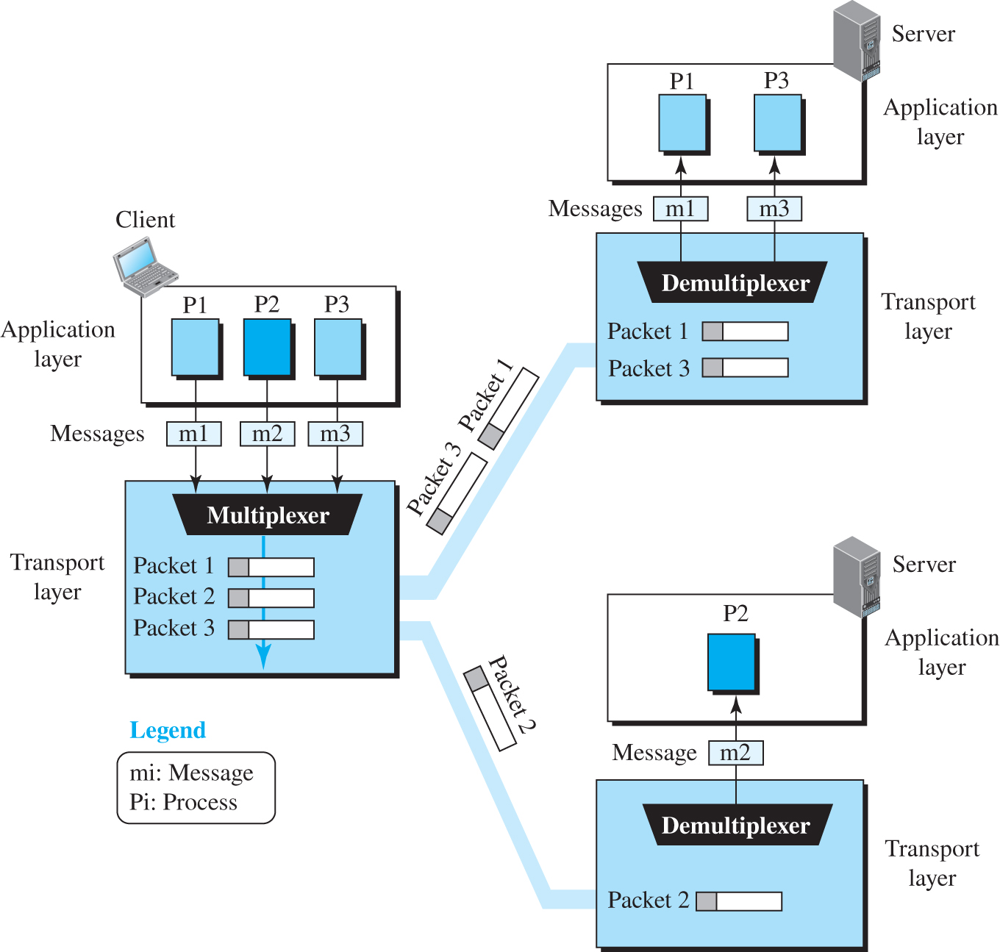 Server
P1 P3
Application
layer
Messages m1 m3
Demultiplexer
Transport
layer
Packet 1
Packet 3
Client
P1 P2 P3
Application
layer
Messages m1 m2 m3
Multiplexer
Transport
layer
Packet 1
Packet 2
Packet 3
Packet 1
Packet 3
Packet 2
Server
P2
Application
layer
Message m2
Demultiplexer
Transport
layer
Packet 2
Legend
mi: Message
Pi: Process